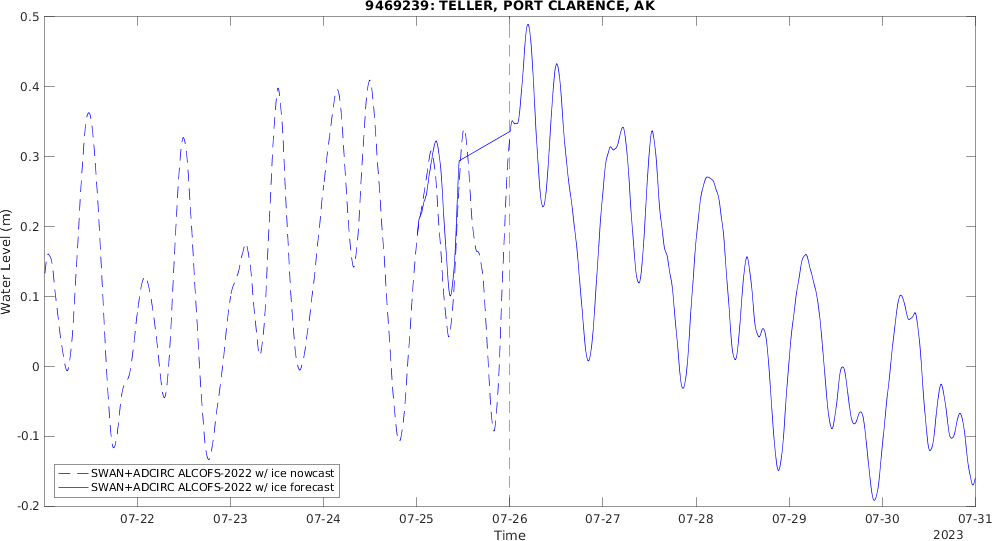 9469239: TELLER, PORT CLARENCE, AK
Water Level (m)
0.5
0.4
0.3
0.2
0.1
0
-0.1
-0.2
SWAN+ADCIRC ALCOFS-2022 w/ ice nowcast
SWAN+ADCIRC ALCOFS-2022 w/ ice forecast
07-22 07-23 07-24 07-25 07-26 07-27 07-28 07-29 07-30 07-31
Time
2023